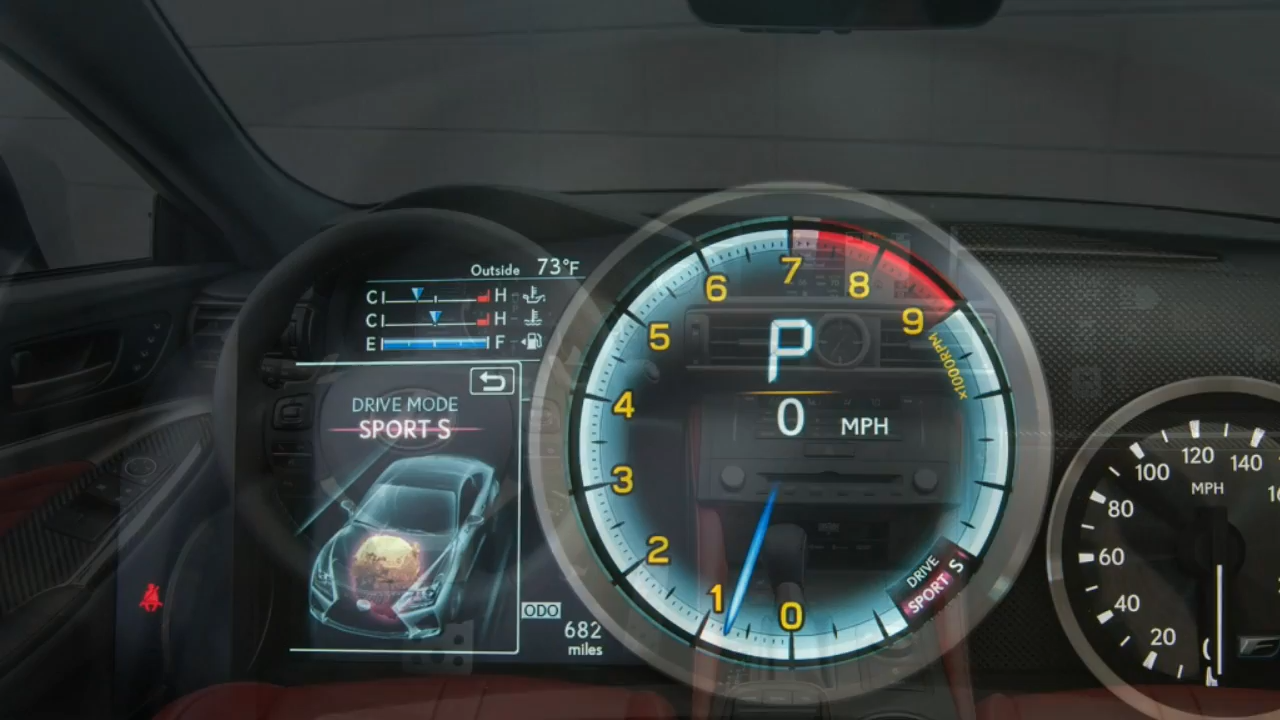 Outside 73°F
C H
C H
E F
DRIVE MODE
SPORT S
ODO
682
miles
0 1 2 3 4 5 6 7 8 9
x1000RPM
P
0 MPH
DRIVE
SPORT S
20 40 60 80 100 120 140
MPH
F